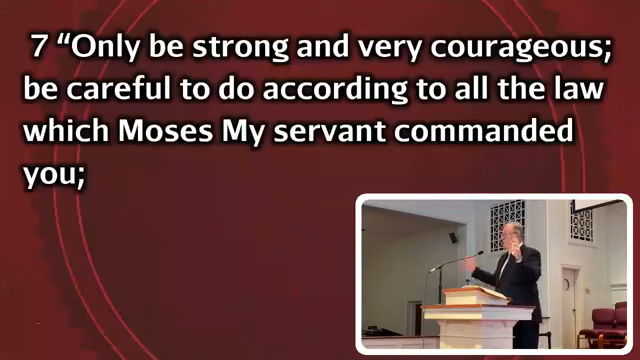 7 “Only be strong and very courageous;
be careful to do according to all the law
which Moses My servant commanded
you;